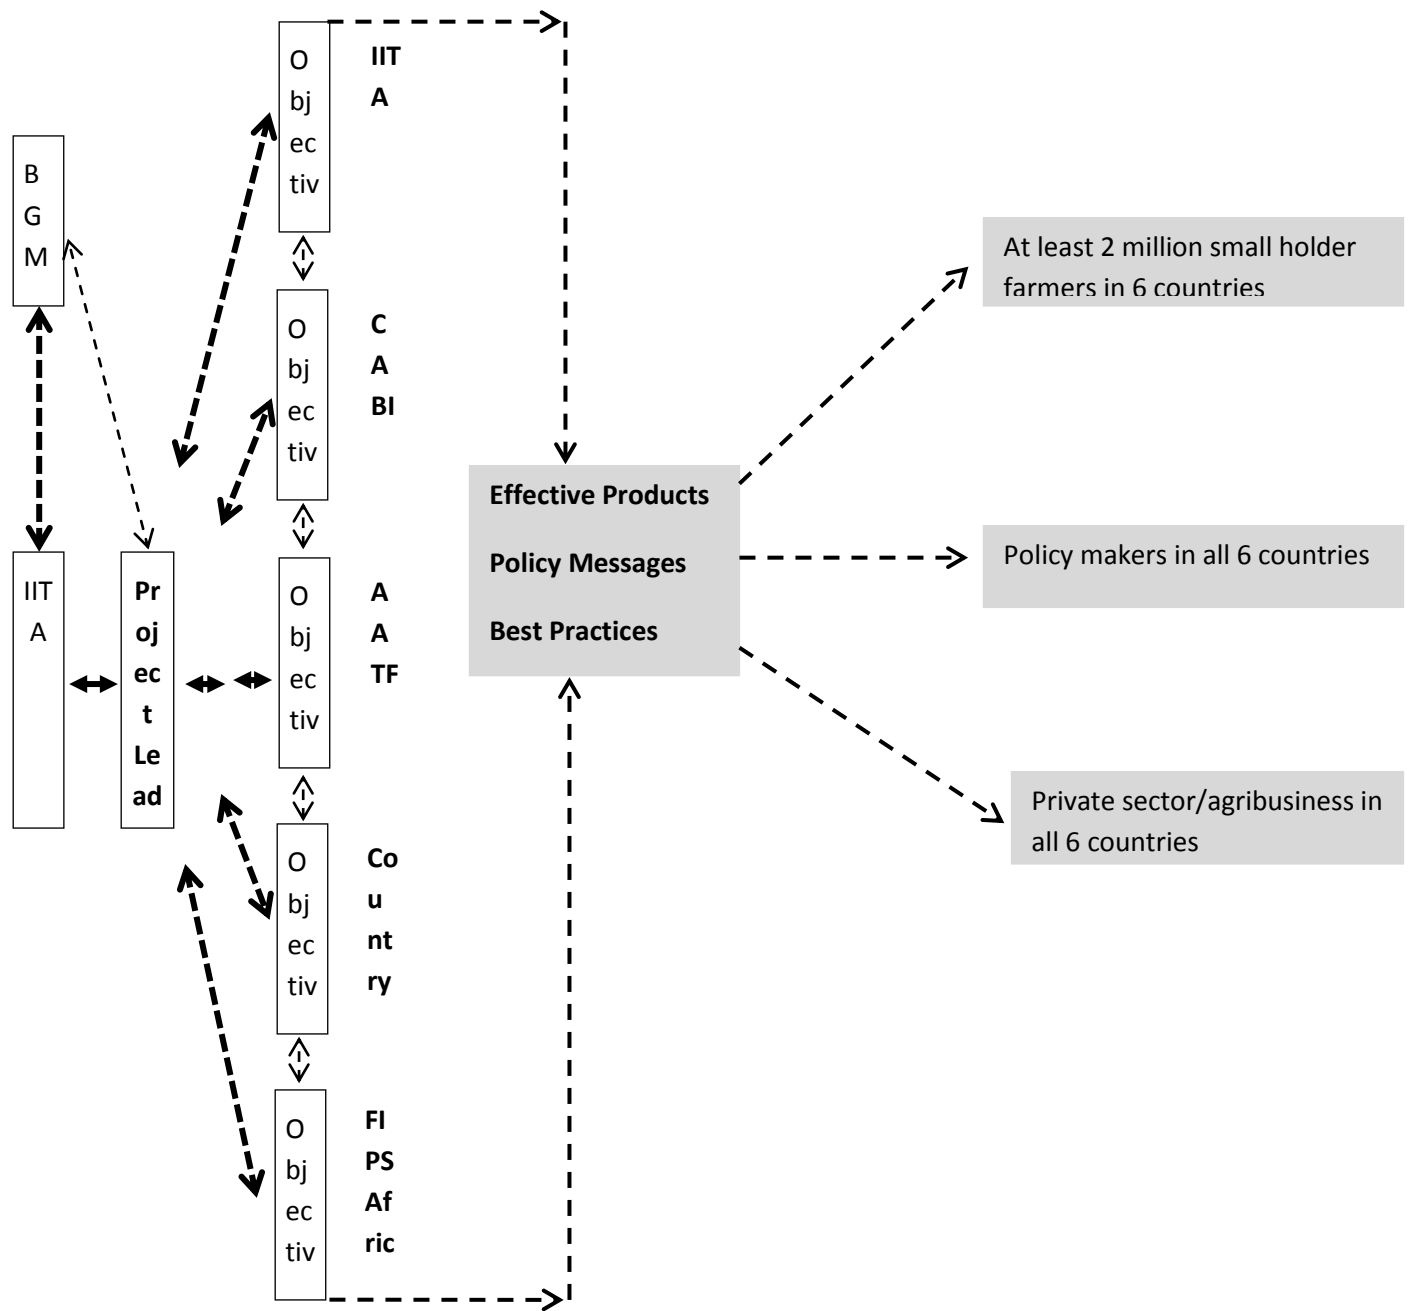 B
G
M
IIT
A
Pr
oj
ec
t
Le
ad
O
bj
ec
tiv
IIT
A
O
bj
ec
tiv
C
A
BI
O
bj
ec
tiv
A
A
TF
O
bj
ec
tiv
Co
u
nt
ry
O
bj
ec
tiv
FI
PS
Af
ric
Effective Products
Policy Messages
Best Practices
At least 2 million small holder
farmers in 6 countries
Policy makers in all 6 countries
Private sector/agribusiness in
all 6 countries